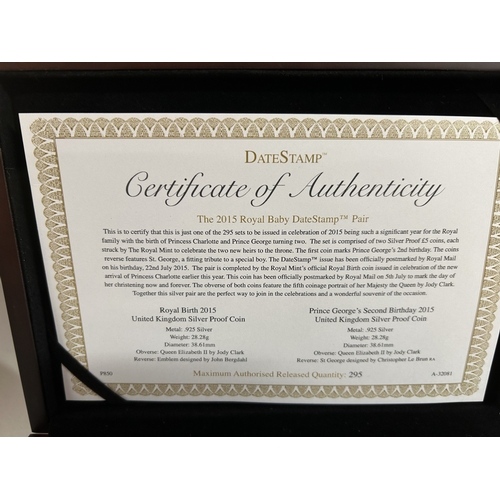 DATESTAMP™
Certificate of Authenticity
The 2015 Royal Baby DateStamp™ Pair
This is to certify that this is just one of the 295 sets to be issued in celebration of 2015 being such a significant year for the Royal
family with the birth of Princess Charlotte and Prince George turning two. The set is comprised of two Silver Proof £5 coins, each
struck by The Royal Mint to celebrate the two new heirs to the throne. The first coin marks Prince George's 2nd birthday. The coins
reverse features St. George, a fitting tribute to a special boy. The DateStamp™ issue has been officially postmarked by Royal Mail
on his birthday, 22nd July 2015. The pair is completed by the Royal Mint's official Royal Birth coin issued in celebration of the new
arrival of Princess Charlotte earlier this year. This coin has been officially postmarked by Royal Mail on 5th July to mark the day of
her christening now and forever. The obverse of both coins feature the fifth coinage portrait of her Majesty the Queen by Jody Clark.
Together this silver pair are the perfect way to join in the celebrations and a wonderful souvenir of the occasion.
Royal Birth 2015
United Kingdom Silver Proof Coin
Metal: .925 Silver
Weight: 28.28g
Diameter: 38.61mm
Obverse: Queen Elizabeth II by Jody Clark
Reverse: Emblem designed by John Bergdahl
Prince George's Second Birthday 2015
United Kingdom Silver Proof Coin
Metal: .925 Silver
Weight: 28.28g
Diameter: 38.61mm
Obverse: Queen Elizabeth II by Jody Clark
Reverse: St George designed by Christopher Le Brun
Maximum Authorised Released Quantity: 295
A-32081